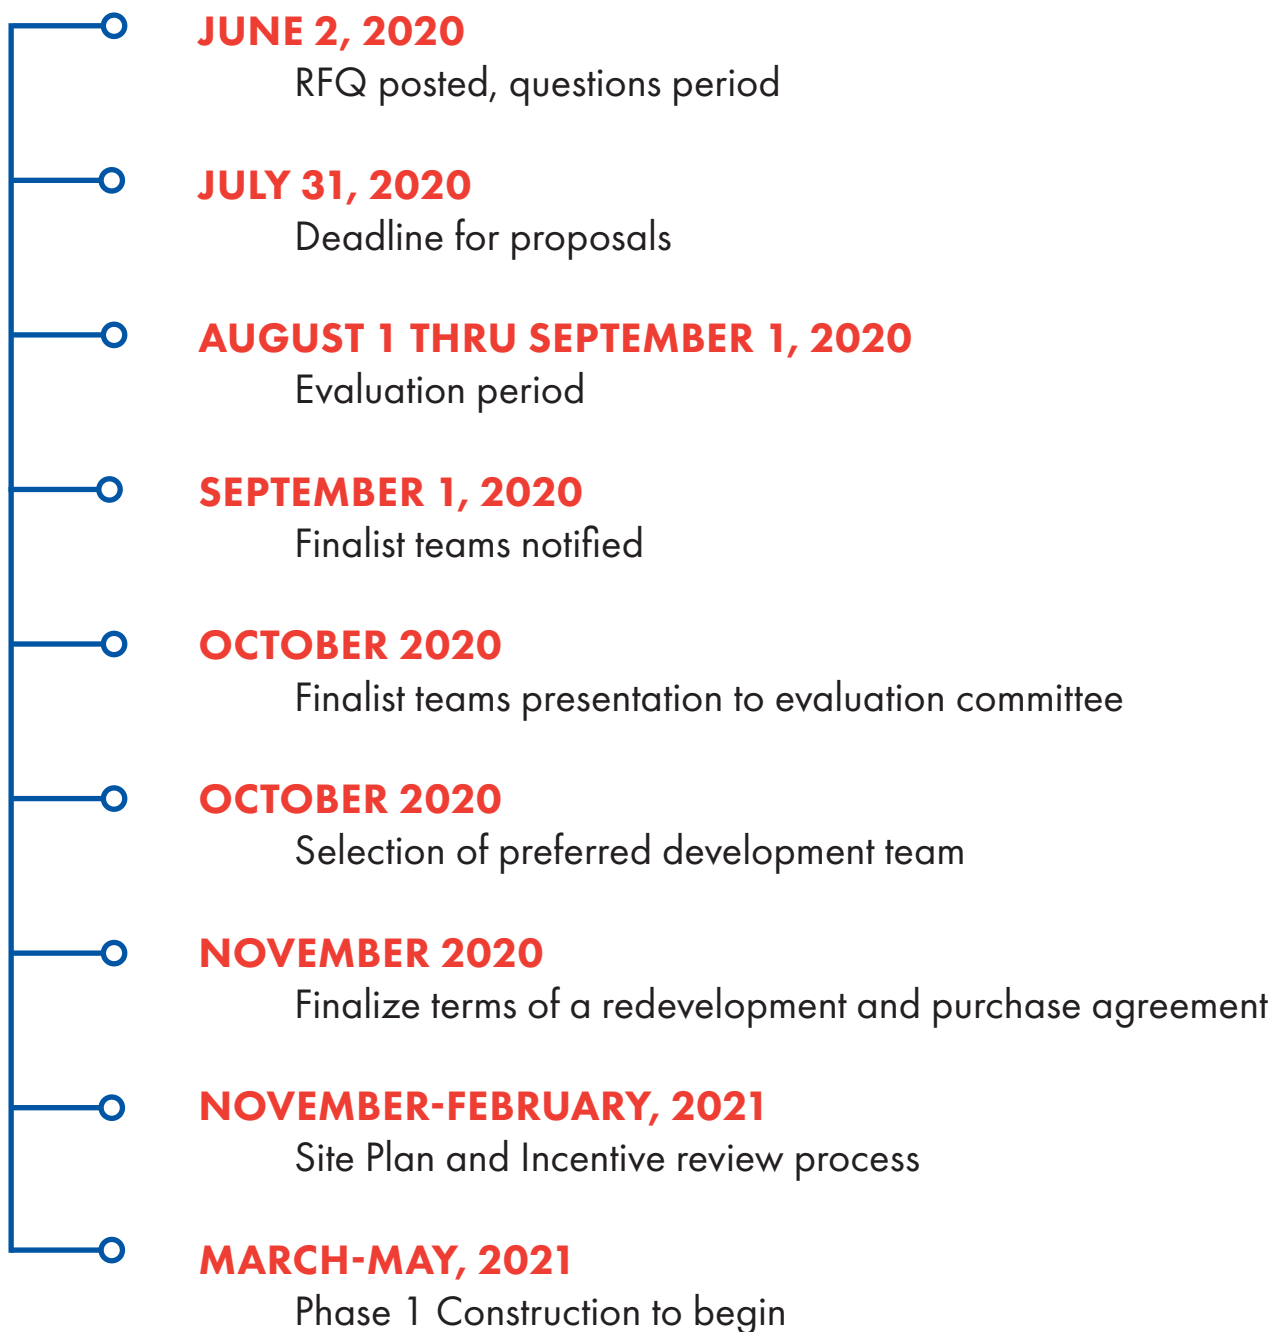 JUNE 2, 2020
RFQ posted, questions period
JULY 31, 2020
Deadline for proposals
AUGUST 1 THRU SEPTEMBER 1, 2020
Evaluation period
SEPTEMBER 1, 2020
Finalist teams notified
OCTOBER 2020
Finalist teams presentation to evaluation committee
OCTOBER 2020
Selection of preferred development team
NOVEMBER 2020
Finalize terms of a redevelopment and purchase agreement
NOVEMBER-FEBRUARY, 2021
Site Plan and Incentive review process
MARCH-MAY, 2021
Phase 1 Construction to begin